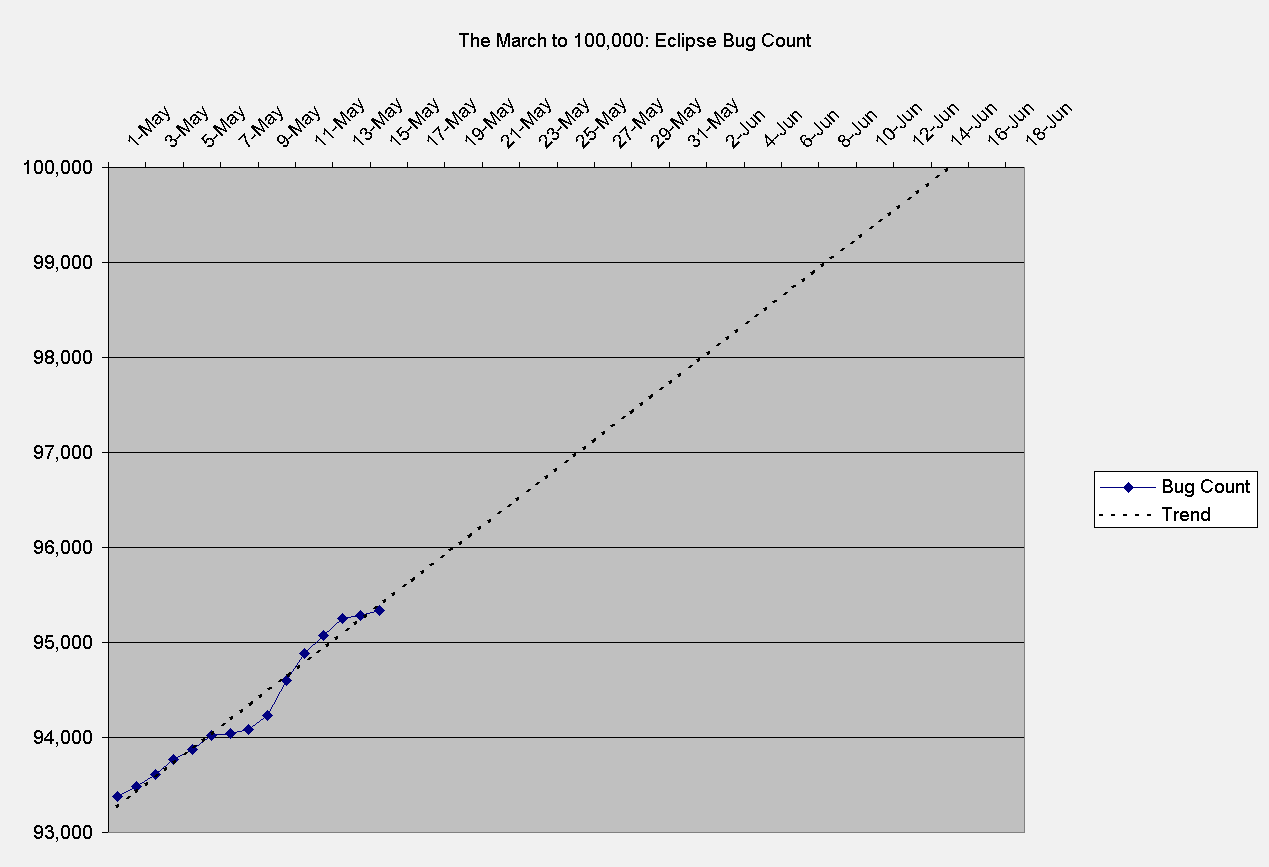 The March to 100,000: Eclipse Bug Count
1-May 3-May 5-May 7-May 9-May 11-May 13-May 15-May 17-May 19-May 21-May 23-May 25-May 27-May 29-May 31-May 2-Jun 4-Jun 6-Jun 8-Jun 10-Jun 12-Jun 14-Jun 16-Jun 18-Jun
100,000
99,000
98,000
97,000
96,000
95,000
94,000
93,000
Bug Count
Trend